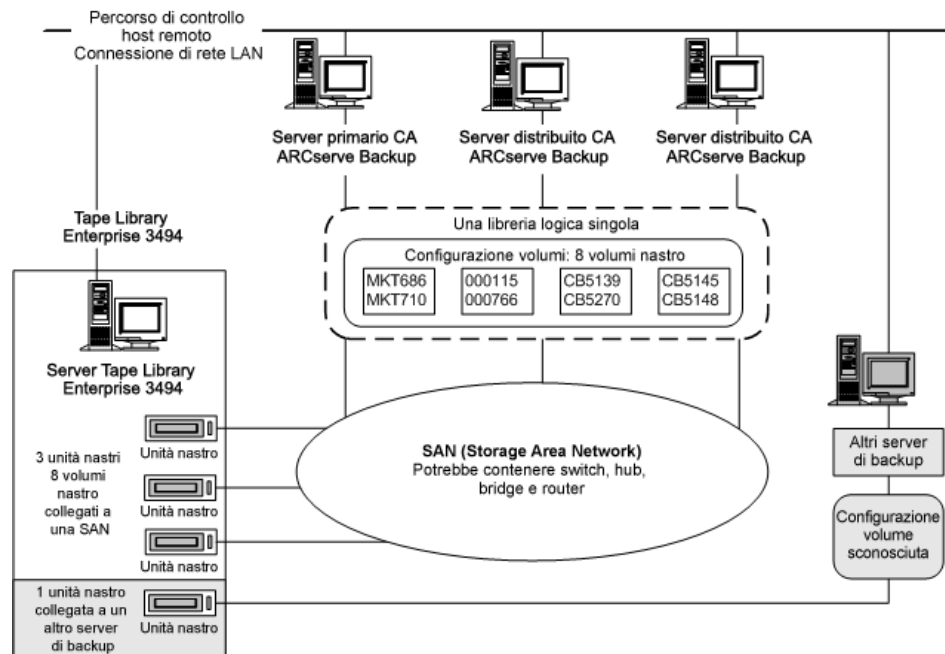 Percorso di controllo
host remoto
Connessione di rete LAN
Server primario CA
ARCserve Backup
Server distribuito CA
ARCserve Backup
Server distribuito CA
ARCserve Backup
Tape Library
Enterprise 3494
Una libreria logica singola
Configurazione volumi: 8 volumi nastro
MKT686
MKT710
000115
000766
CB5139
CB5270
CB5145
CB5148
Server Tape Library
Enterprise 3494
Unità nastro
3 unità nastri
8 volumi
nastro
collegati a
una SAN
Unità nastro
Unità nastro
SAN (Storage Area Network)
Potrebbe contenere switch, hub,
bridge e router
Altri server
di backup
Configurazione
volume
sconosciuta
1 unità nastro
collegata a un
altro server
di backup
Unità nastro